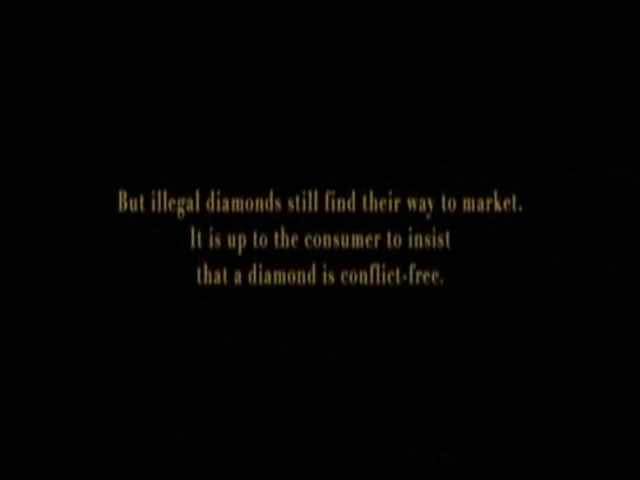 But illegal diamonds still find their way to market.
It is up to the consumer to insist
that a diamond is conflict-free.